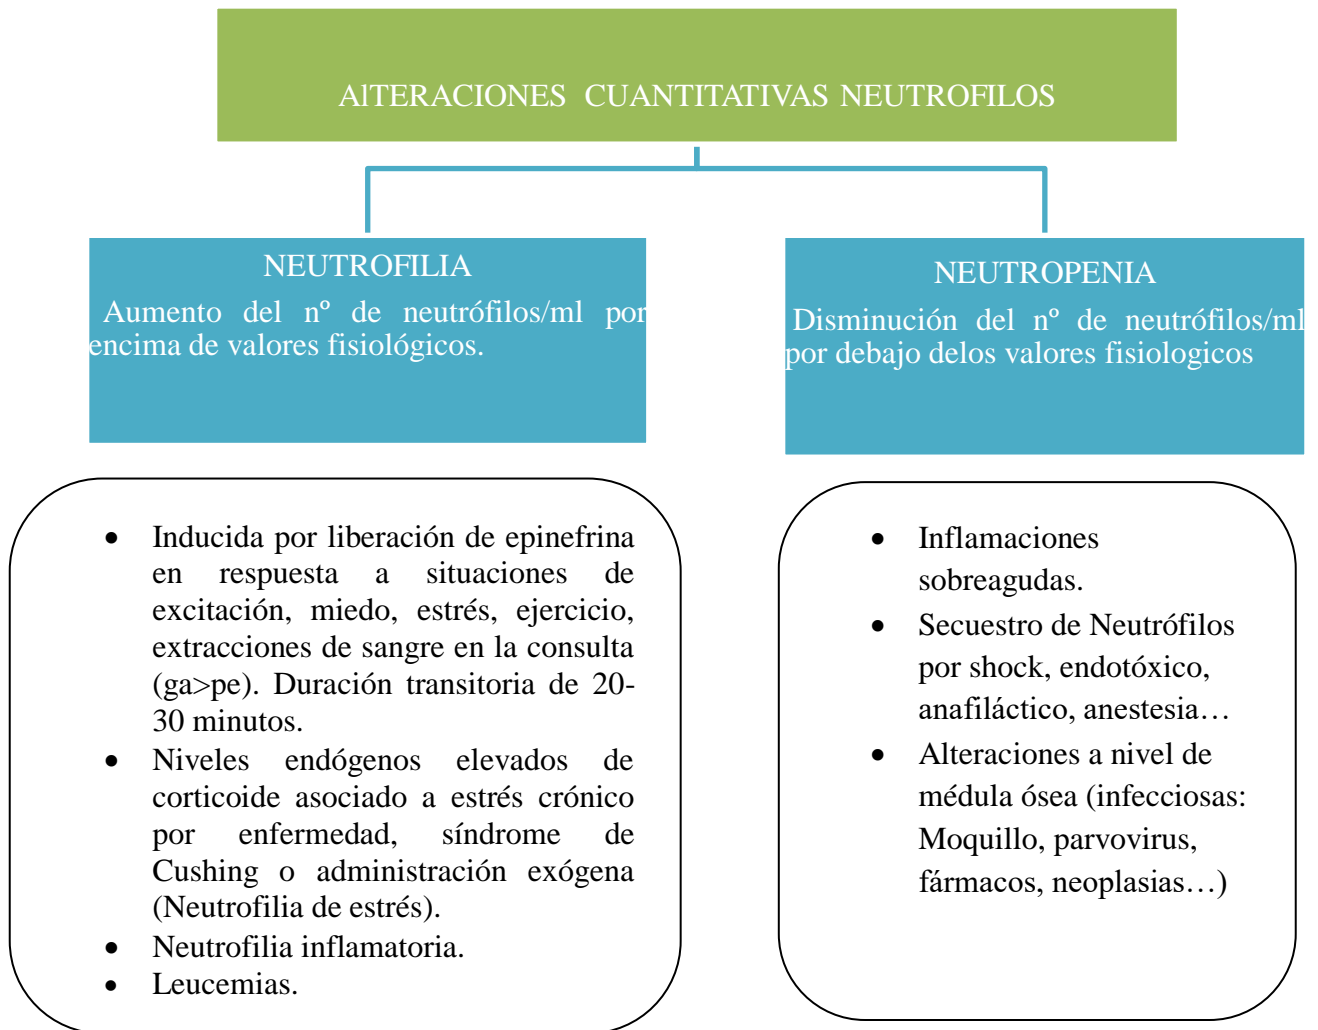 AlTERACIONES CUANTITATIVAS NEUTROFILOS
NEUTROFILIA
Aumento del nº de neutrófilos/ml por
encima de valores fisiológicos.
NEUTROPENIA
Disminución del nº de neutrófilos/ml
por debajo delos valores fisiologicos
• Inducida por liberación de epinefrina
en respuesta a situaciones de
excitación, miedo, estrés, ejercicio,
extracciones de sangre en la consulta
(ga>pe). Duración transitoria de 20-
30 minutos.
• Niveles endógenos elevados de
corticoide asociado a estrés crónico
por enfermedad, síndrome de
Cushing o administración exógena
(Neutrofilia de estrés).
• Neutrofilia inflamatoria.
• Leucemias.
• Inflamaciones
sobreagudas.
• Secuestro de Neutrófilos
por shock, endotóxico,
anafiláctico, anestesia…
• Alteraciones a nivel de
médula ósea (infecciosas:
Moquillo, parvovirus,
fármacos, neoplasias…)